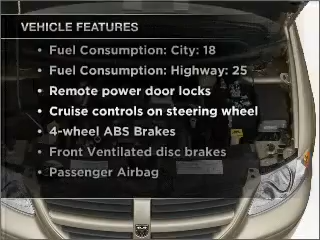 VEHICLE FEATURES
• Fuel Consumption: City: 18
• Fuel Consumption: Highway: 25
• Remote power door locks
• Cruise controls on steering wheel
• 4-wheel ABS Brakes
• Front Ventilated disc brakes
• Passenger Airbag